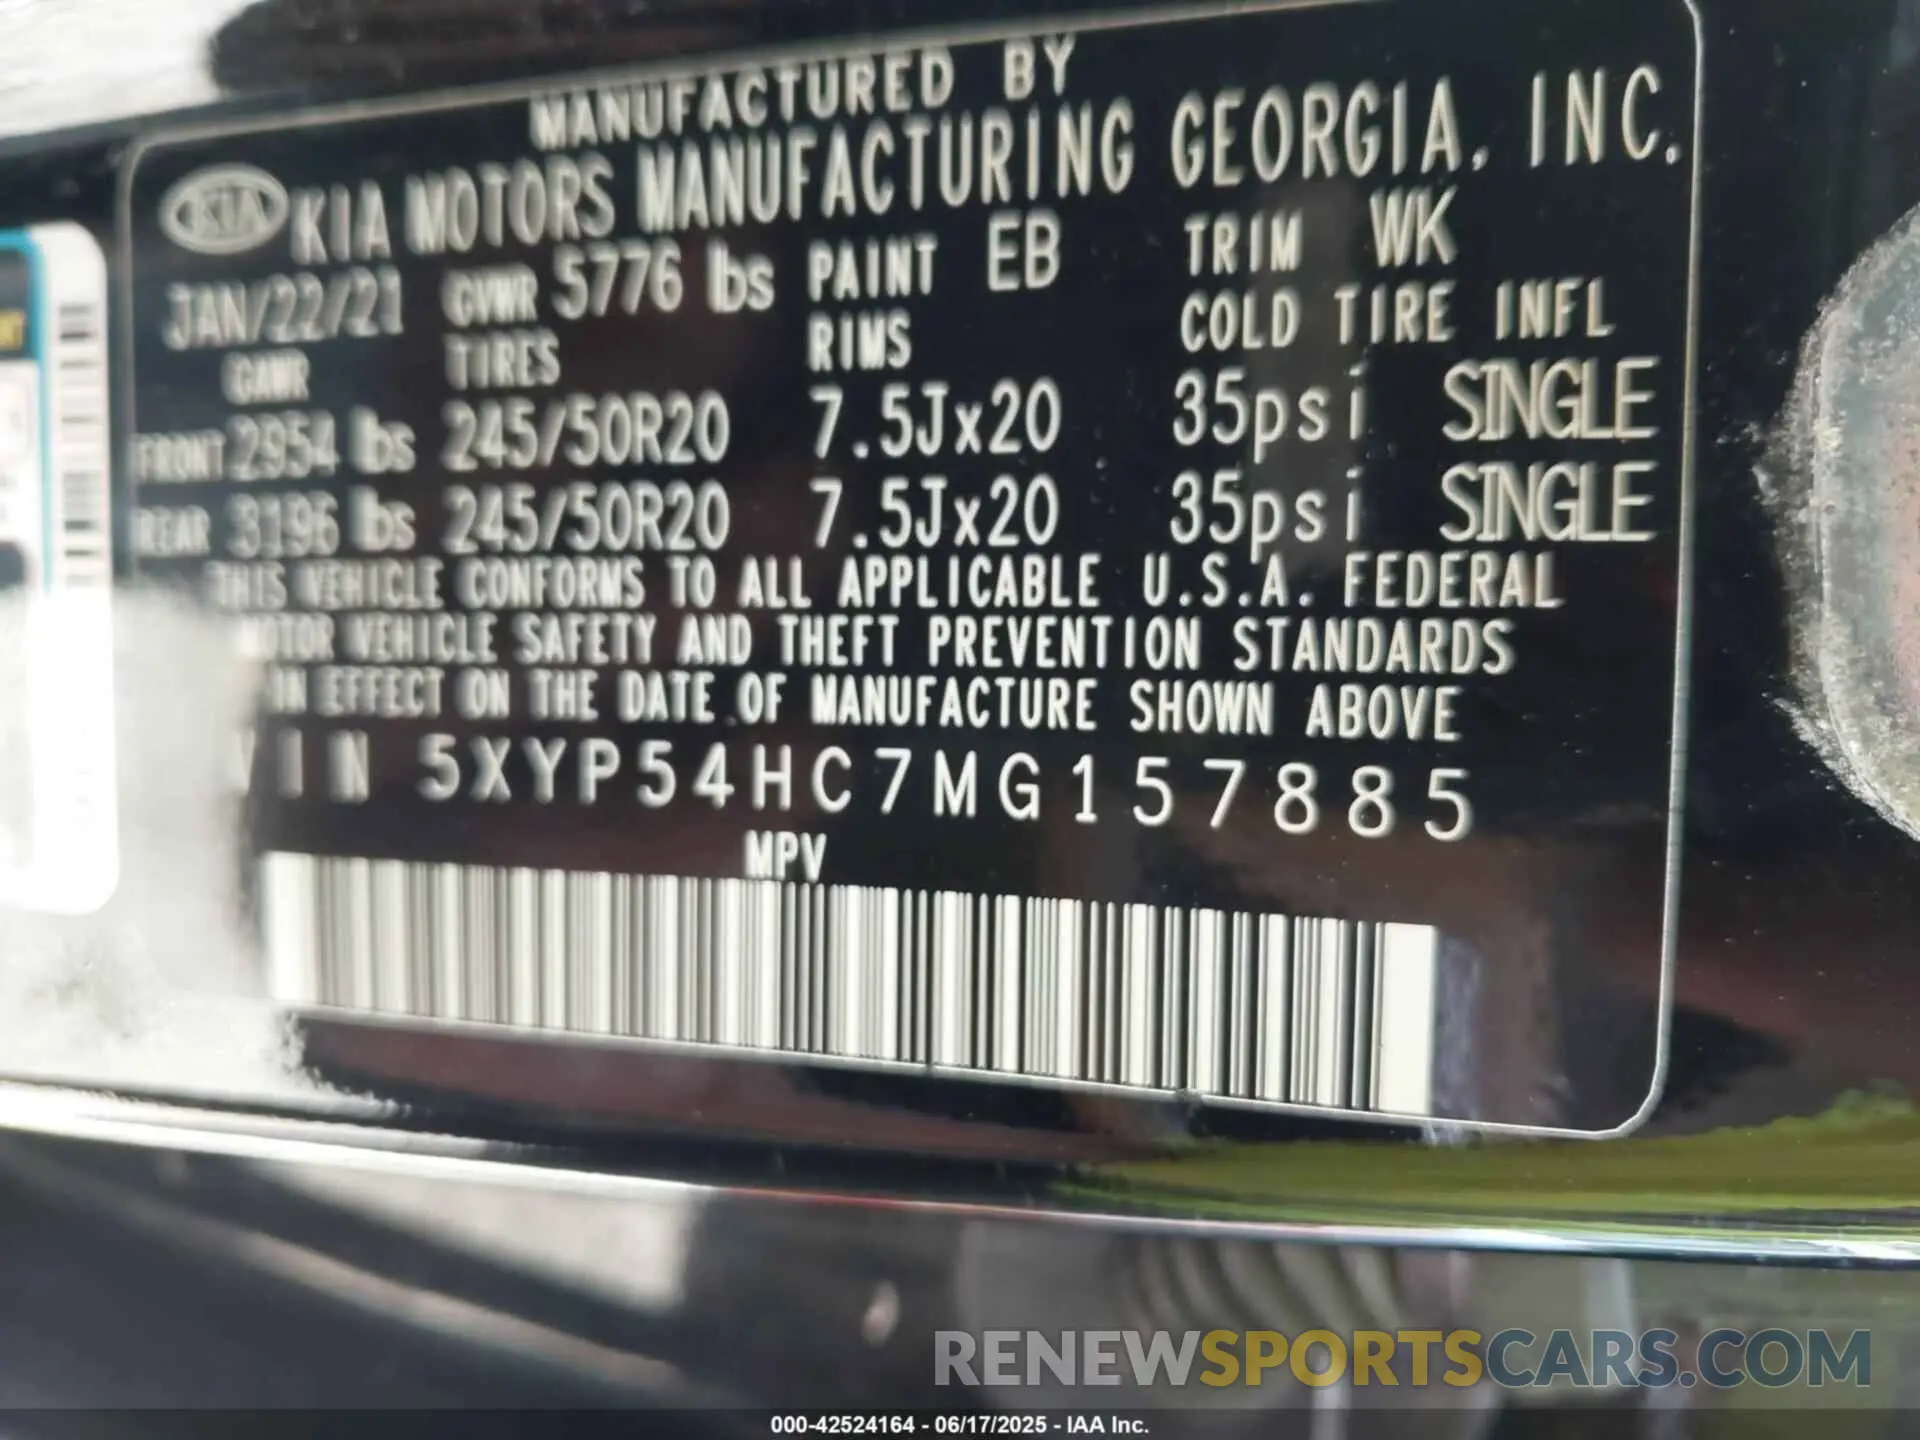 MANUFACTURED BY
KIA KIA MOTORS MANUFACTURING GEORGIA, INC.
JAN/22/21 GVWR 5776 lbs PAINT EB TRIM WK
GAWR TIRES RIMS COLD TIRE INFL
FRONT 2954 lbs 245/50R20 7.5Jx20 35psi SINGLE
REAR 3196 lbs 245/50R20 7.5Jx20 35psi SINGLE
THIS VEHICLE CONFORMS TO ALL APPLICABLE U.S.A. FEDERAL
MOTOR VEHICLE SAFETY AND THEFT PREVENTION STANDARDS
IN EFFECT ON THE DATE OF MANUFACTURE SHOWN ABOVE
VIN 5XYP54HC7MG157885
MPV
RENEWSPORTSCARS.COM
000-42524164 - 06/17/2025 - IAA Inc.